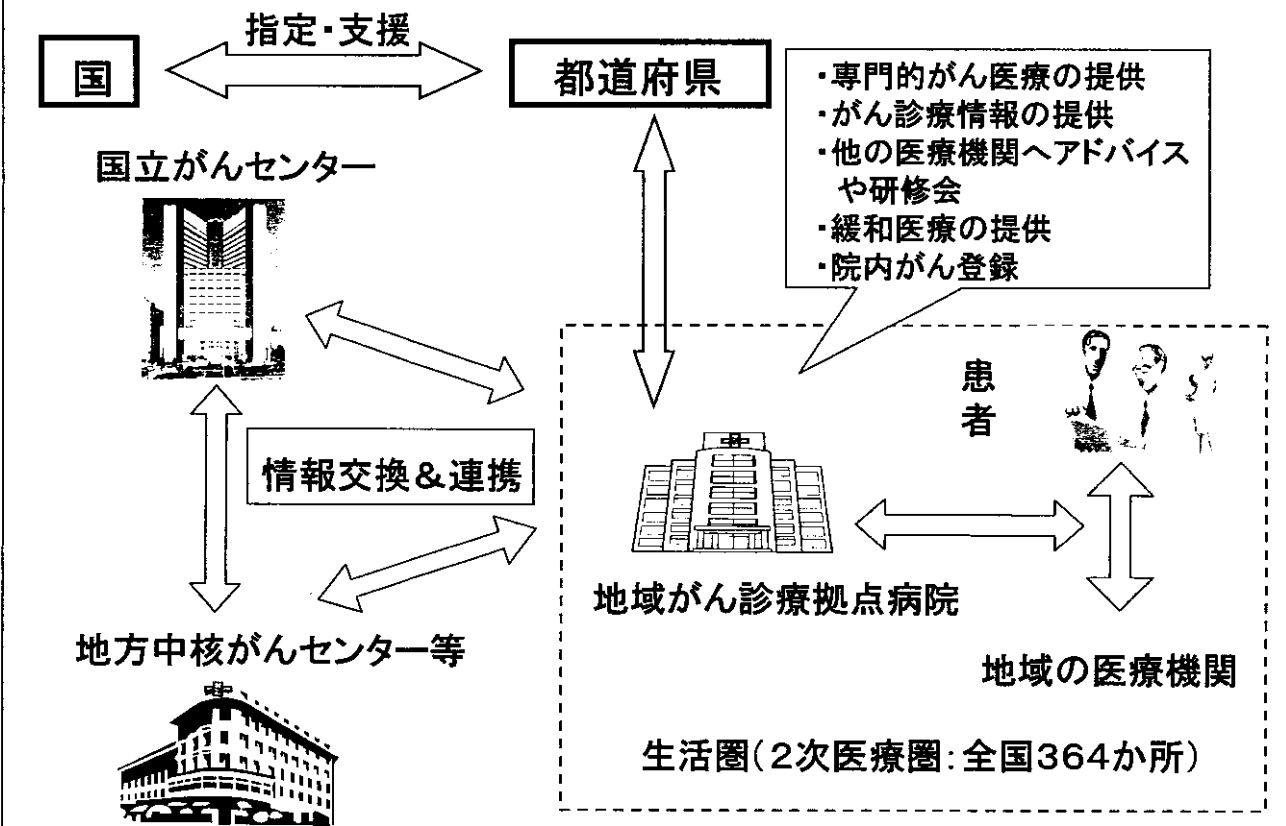 指定・支援
国
都道府県
・専門的がん医療の提供
・がん診療情報の提供
・他の医療機関へアドバイス
や研修会
・緩和医療の提供
・院内がん登録
国立がんセンター
患
者
情報交換&連携
地域がん診療拠点病院
地方中核がんセンター等
地域の医療機関
生活圏(2次医療圏:全国364か所)